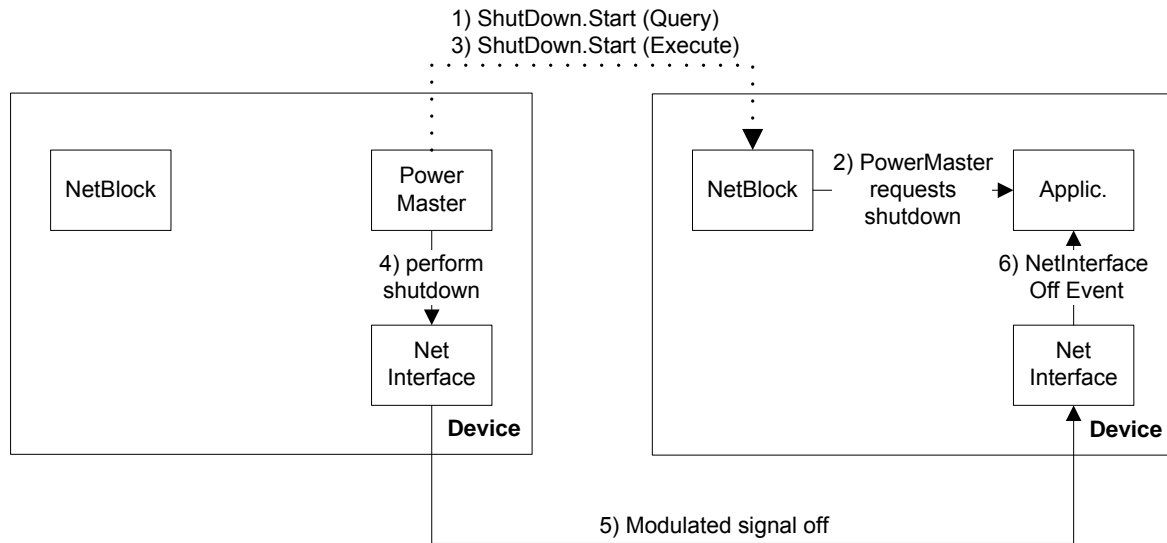 1) ShutDown.Start (Query)
3) ShutDown.Start (Execute)
NetBlock
Power
Master
NetBlock
2) PowerMaster
requests
shutdown
Applic.
4) perform
shutdown
6) NetInterface
Off Event
Net
Interface
Net
Interface
Device
Device
5) Modulated signal off